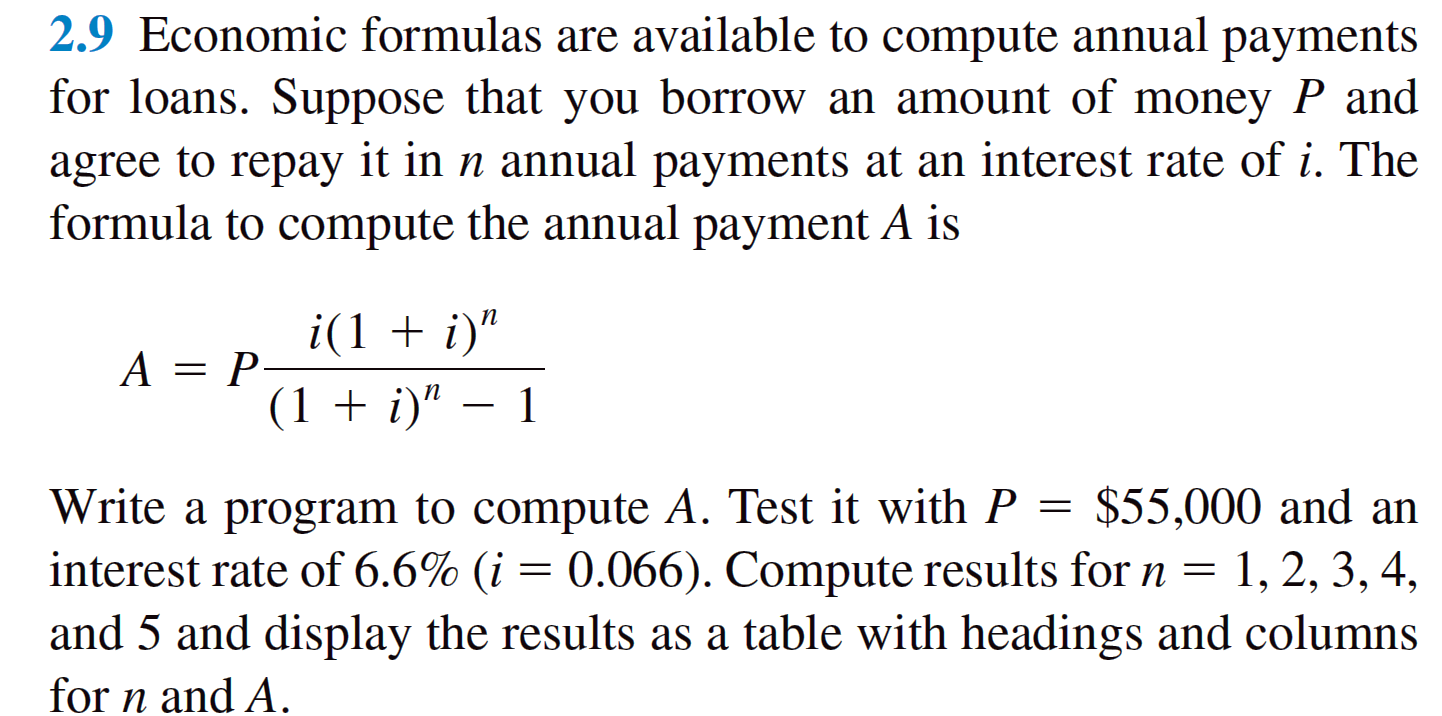 2.9 Economic formulas are available to compute annual payments
for loans. Suppose that you borrow an amount of money P and
agree to repay it in n annual payments at an interest rate of i. The
formula to compute the annual payment A is
A = P i(1 + i)ⁿ / (1 + i)ⁿ − 1
Write a program to compute A. Test it with P = $55,000 and an
interest rate of 6.6% (i = 0.066). Compute results for n = 1, 2, 3, 4,
and 5 and display the results as a table with headings and columns
for n and A.